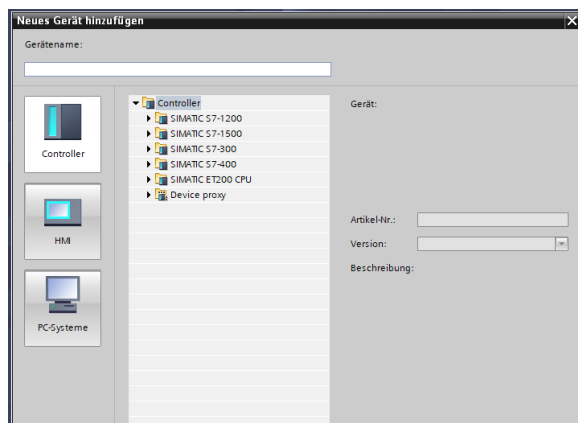 Neues Gerät hinzufügen
Gerätename:
Controller
HMI
PC-Systeme
Controller
SIMATIC S7-1200
SIMATIC S7-1500
SIMATIC S7-300
SIMATIC S7-400
SIMATIC ET200 CPU
Device proxy
Gerät:
Artikel-Nr.:
Version:
Beschreibung: